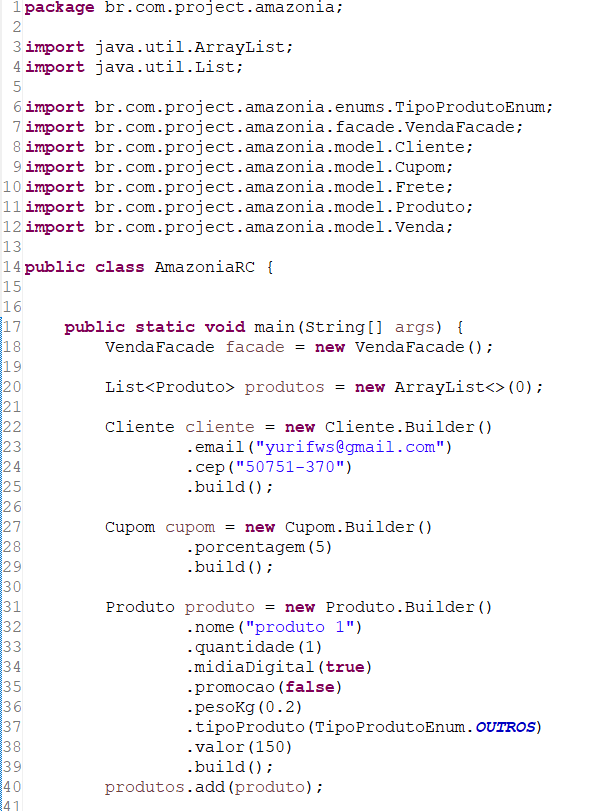 1 package br.com.project.amazonia;
2
3 import java.util.ArrayList;
4 import java.util.List;
5
6 import br.com.project.amazonia.enums.TipoProdutoEnum;
7 import br.com.project.amazonia.facade.VendaFacade;
8 import br.com.project.amazonia.model.Cliente;
9 import br.com.project.amazonia.model.Cupom;
10 import br.com.project.amazonia.model.Frete;
11 import br.com.project.amazonia.model.Produto;
12 import br.com.project.amazonia.model.Venda;
13
14 public class AmazoniaRC {
15
16
17     public static void main(String[] args) {
18         VendaFacade facade = new VendaFacade();
19
20         List<Produto> produtos = new ArrayList<>(0);
21
22         Cliente cliente = new Cliente.Builder()
23                 .email("yurifws@gmail.com")
24                 .cep("50751-370")
25                 .build();
26
27         Cupom cupom = new Cupom.Builder()
28                 .porcentagem(5)
29                 .build();
30
31         Produto produto = new Produto.Builder()
32                 .nome("produto 1")
33                 .quantidade(1)
34                 .midiaDigital(true)
35                 .promocao(false)
36                 .pesoKg(0.2)
37                 .tipoProduto(TipoProdutoEnum.OUTROS)
38                 .valor(150)
39                 .build();
40         produtos.add(produto);
41